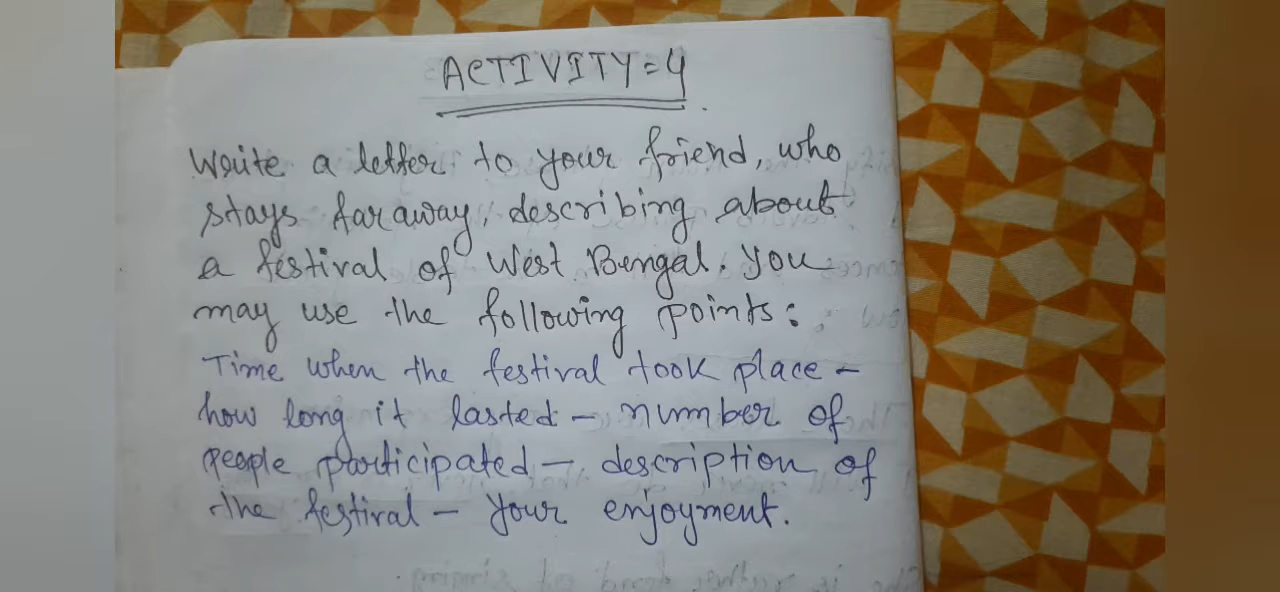 ACTIVITY = 4
Write a letter to your friend, who
stays far away, describing about
a festival of West Bengal. You
may use the following points:
Time when the festival took place -
how long it lasted - number of
people participated - description of
the festival - Your enjoyment.